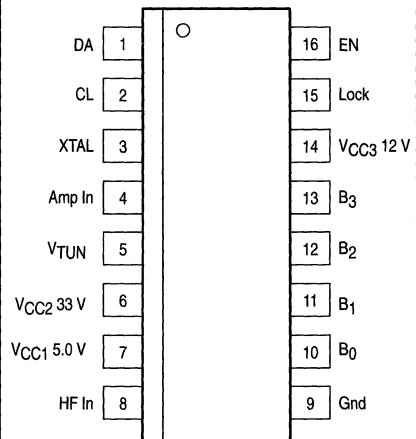 DA 1 16 EN
CL 2 15 Lock
XTAL 3 14 VCC3 12 V
Amp In 4 13 B3
VTUN 5 12 B2
VCC2 33 V 6 11 B1
VCC1 5.0 V 7 10 B0
HF In 8 9 Gnd